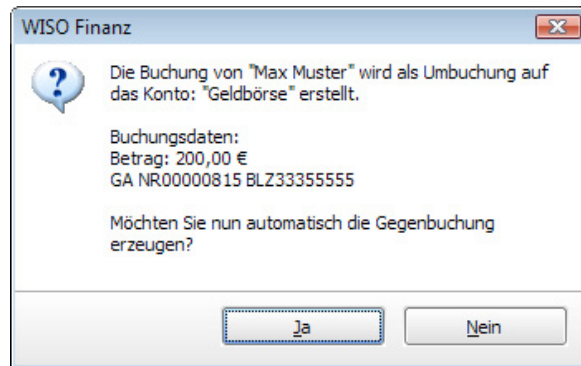 WISO Finanz
Die Buchung von "Max Muster" wird als Umbuchung auf
das Konto: "Geldbörse" erstellt.
Buchungsdaten:
Betrag: 200,00 €
GA NR00000815 BLZ33355555
Möchten Sie nun automatisch die Gegenbuchung
erzeugen?
Ja
Nein